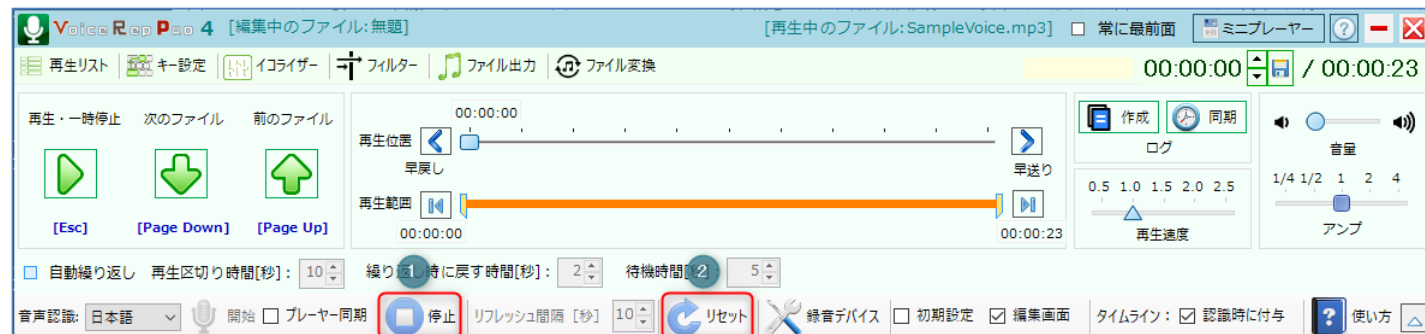 Voice Rep Pro 4 [編集中のファイル:無題] [再生中のファイル:SampleVoice.mp3] 常に最前面 ミニプレーヤー ?
再生リスト キー設定 イコライザー フィルター ファイル出力 ファイル変換 00:00:00 / 00:00:23
再生・一時停止 次のファイル 前のファイル
[Esc] [Page Down] [Page Up]
00:00:00
再生位置
早戻し 早送り
再生範囲
00:00:00 00:00:23
作成 同期
ログ
0.5 1.0 1.5 2.0 2.5
再生速度
音量
1/4 1/2 1 2 4
アンプ
自動繰り返し 再生区切り時間[秒]: 10 繰り 1 時に戻す時間[秒]: 2 待機時間 2 : 5
音声認識: 日本語 開始 プレーヤー同期 停止 リフレッシュ間隔 [秒] 10 リセット 録音デバイス 初期設定 編集画面 タイムライン: 認識時に付与 ? 使い方